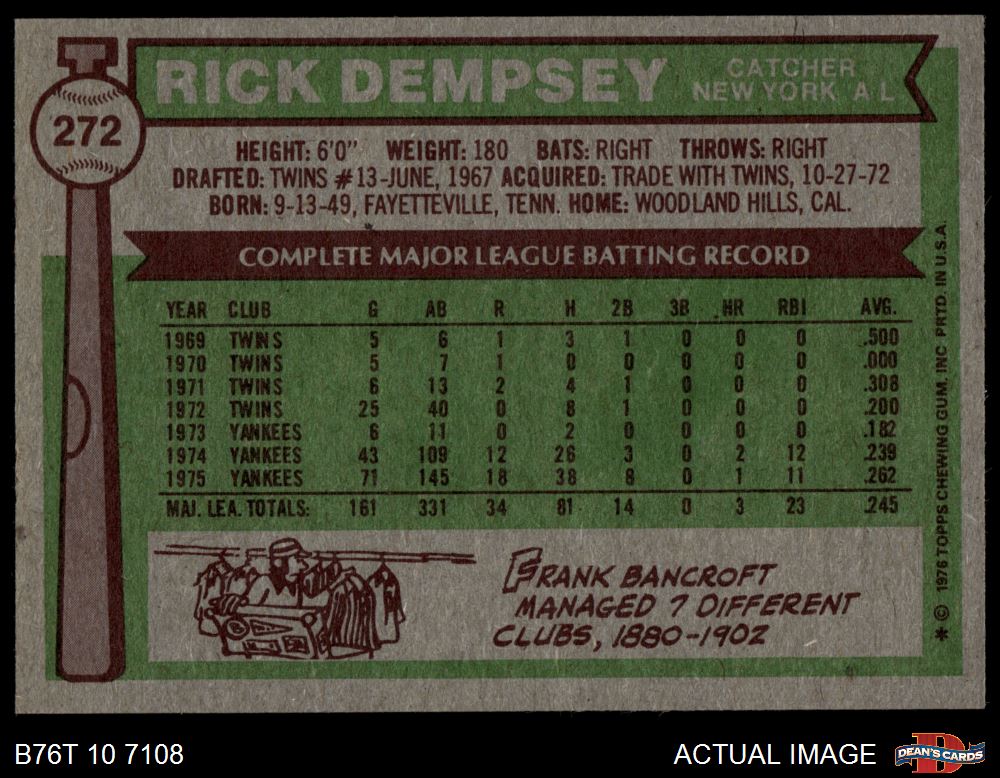 272
RICK DEMPSEY
CATCHER
NEW YORK A L
HEIGHT: 6'0" WEIGHT: 180 BATS: RIGHT THROWS: RIGHT
DRAFTED: TWINS #13-JUNE, 1967 ACQUIRED: TRADE WITH TWINS, 10-27-72
BORN: 9-13-49, FAYETTEVILLE, TENN. HOME: WOODLAND HILLS, CAL.
COMPLETE MAJOR LEAGUE BATTING RECORD
YEAR CLUB G AB R H 2B 3B HR RBI AVG.
1969 TWINS 5 6 1 3 1 0 0 0 .500
1970 TWINS 5 7 1 0 0 0 0 0 .000
1971 TWINS 6 13 2 4 1 0 0 0 .308
1972 TWINS 25 40 0 8 1 0 0 0 .200
1973 YANKEES 6 11 0 2 0 0 0 0 .182
1974 YANKEES 43 109 12 26 3 0 2 12 .239
1975 YANKEES 71 145 18 38 8 0 1 11 .262
MAJ. LEA. TOTALS: 161 331 34 81 14 0 3 23 .245
FRANK BANCROFT
MANAGED 7 DIFFERENT
CLUBS, 1880-1902
* © 1976 TOPPS CHEWING GUM, INC PRTD. IN U.S.A.
B76T 10 7108
ACTUAL IMAGE
DEAN'S CARDS